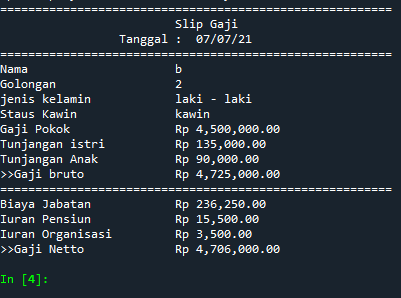 ===================================================
Slip Gaji
Tanggal :  07/07/21
===================================================
Nama b
Golongan 2
jenis kelamin laki - laki
Staus Kawin kawin
Gaji Pokok Rp 4,500,000.00
Tunjangan istri Rp 135,000.00
Tunjangan Anak Rp 90,000.00
>>Gaji bruto Rp 4,725,000.00
===================================================
Biaya Jabatan Rp 236,250.00
Iuran Pensiun Rp 15,500.00
Iuran Organisasi Rp 3,500.00
>>Gaji Netto Rp 4,706,000.00
In [4]: